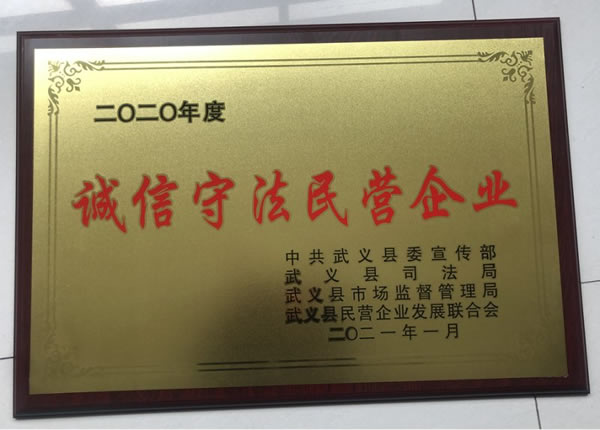 二〇二〇年度
诚信守法民营企业
中共武义县委宣传部
武义县司法局
武义县市场监督管理局
武义县民营企业发展联合会
二〇二一年一月